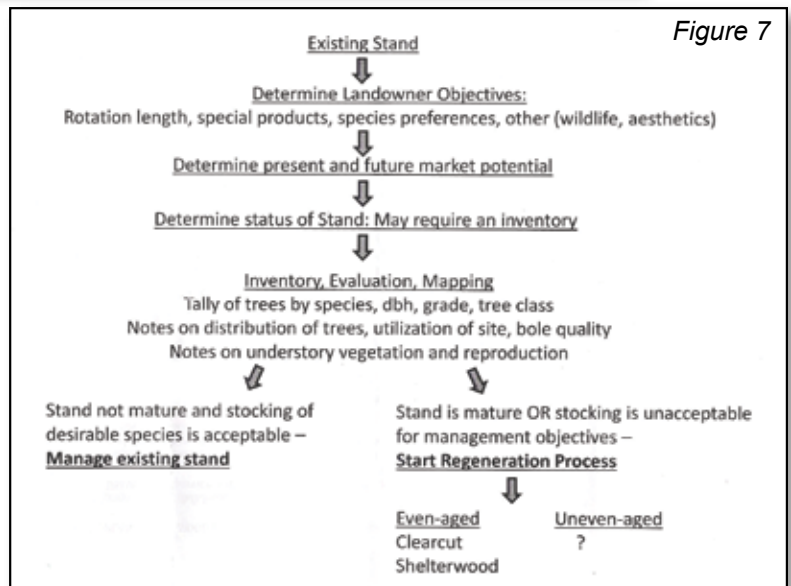 Figure 7
Existing Stand
Determine Landowner Objectives:
Rotation length, special products, species preferences, other (wildlife, aesthetics)
Determine present and future market potential
Determine status of Stand: May require an inventory
Inventory, Evaluation, Mapping
Tally of trees by species, dbh, grade, tree class
Notes on distribution of trees, utilization of site, bole quality
Notes on understory vegetation and reproduction
Stand not mature and stocking of
desirable species is acceptable –
Manage existing stand
Stand is mature OR stocking is unacceptable
for management objectives –
Start Regeneration Process
Even-aged
Clearcut
Shelterwood
Uneven-aged
?